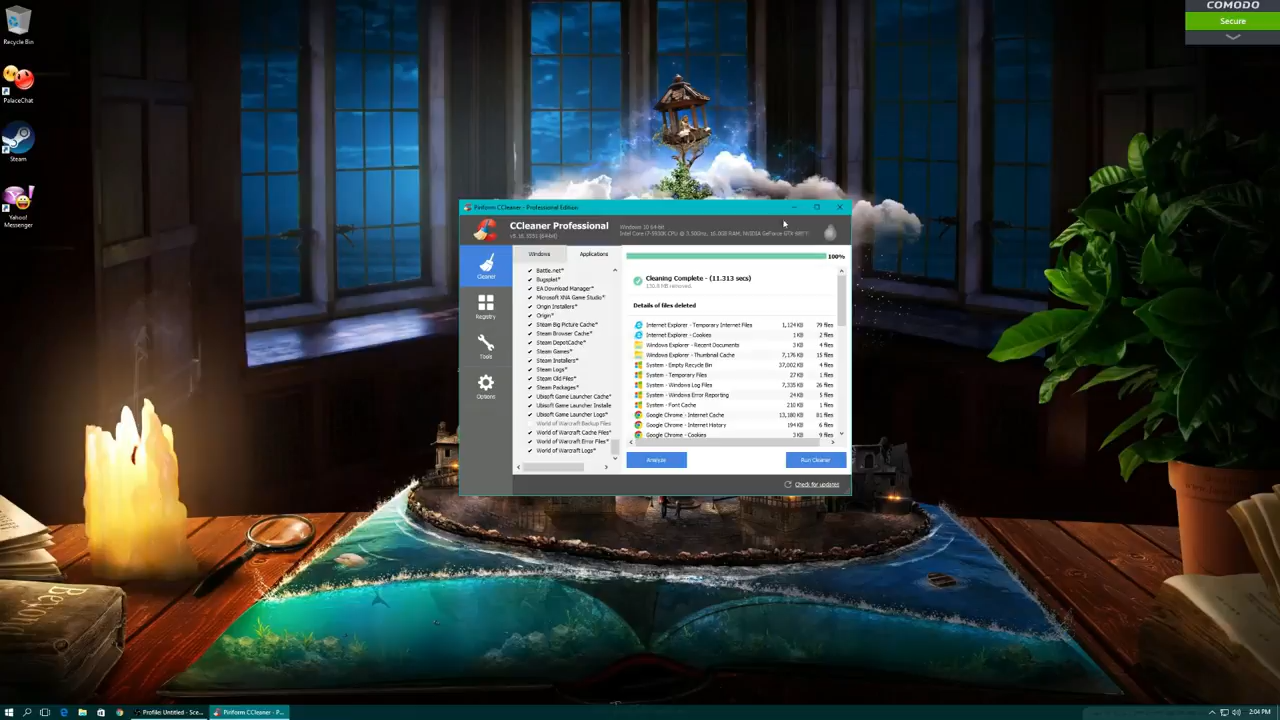 COMODO
Secure
Recycle Bin
PalaceChat
Steam
Yahoo!
Messenger
Piriform CCleaner - Professional Edition
CCleaner Professional
Windows 10 64-bit
Windows
Applications
100%
Cleaner
Registry
Tools
Options
Battle.net*
Bugsplat*
EA Download Manager*
Microsoft XNA Game Studio*
Origin Installers*
Origin*
Steam Big Picture Cache*
Steam Browser Cache*
Steam DepotCache*
Steam Games*
Steam Installers*
Steam Logs*
Steam Old Files*
Steam Packages*
Ubisoft Game Launcher Cache*
Ubisoft Game Launcher Installe
Ubisoft Game Launcher Logs*
World of Warcraft Backup Files
World of Warcraft Cache Files*
World of Warcraft Error Files*
World of Warcraft Logs*
Cleaning Complete - (11.313 secs)
Details of files deleted
Internet Explorer - Temporary Internet Files 1,124 KB 79 files
Internet Explorer - Cookies 1 KB 2 files
Windows Explorer - Recent Documents 3 KB 4 files
Windows Explorer - Thumbnail Cache 7,176 KB 15 files
System - Empty Recycle Bin 37,002 KB 4 files
System - Temporary Files 27 KB 1 files
System - Windows Log Files 7,335 KB 26 files
System - Windows Error Reporting 24 KB 5 files
System - Font Cache 210 KB 1 files
Google Chrome - Internet Cache 13,180 KB 81 files
Google Chrome - Internet History 194 KB 6 files
Google Chrome - Cookies 3 KB 9 files
Analyze
Run Cleaner
Check for updates
Beyond
Profile: Untitled - Sce...
Piriform CCleaner - P...
2:04 PM